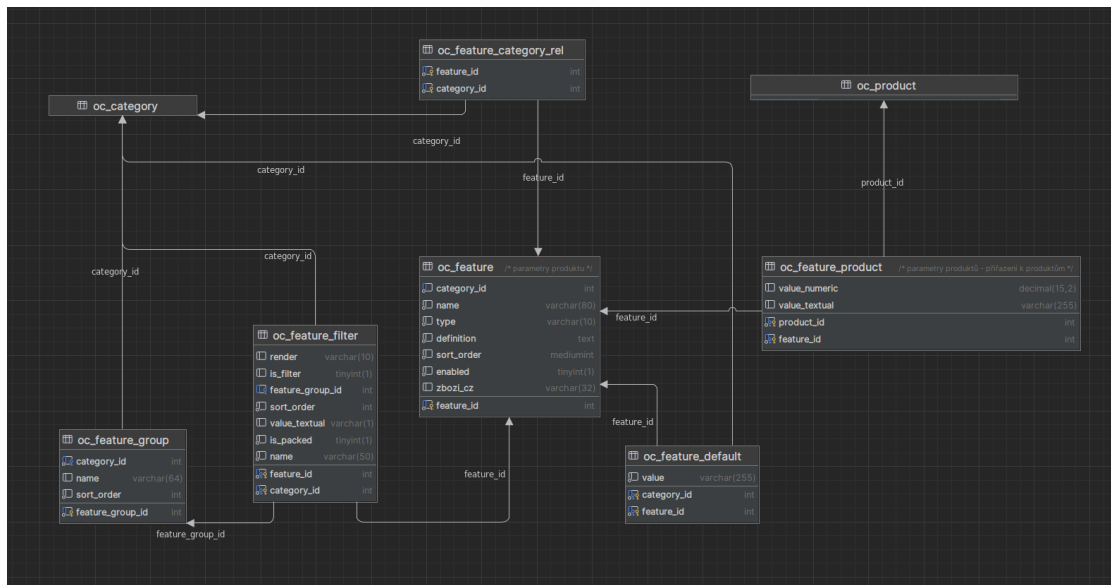 oc_feature_category_rel
feature_id int
category_id int
oc_category
oc_product
category_id
category_id
feature_id
product_id
category_id
category_id
oc_feature /* parametry produktu */
category_id int
name varchar(80)
type varchar(10)
definition text
sort_order mediumint
enabled tinyint(1)
zbozi_cz varchar(32)
feature_id int
oc_feature_product /* parametry produktů - přiřazení k produktům */
value_numeric decimal(15,2)
value_textual varchar(255)
product_id int
feature_id int
feature_id
oc_feature_filter
render varchar(10)
is_filter tinyint(1)
feature_group_id int
sort_order int
value_textual varchar(1)
is_packed tinyint(1)
name varchar(50)
feature_id int
category_id int
feature_id
oc_feature_group
category_id int
name varchar(64)
sort_order int
feature_group_id int
feature_id
oc_feature_default
value varchar(255)
category_id int
feature_id int
feature_group_id